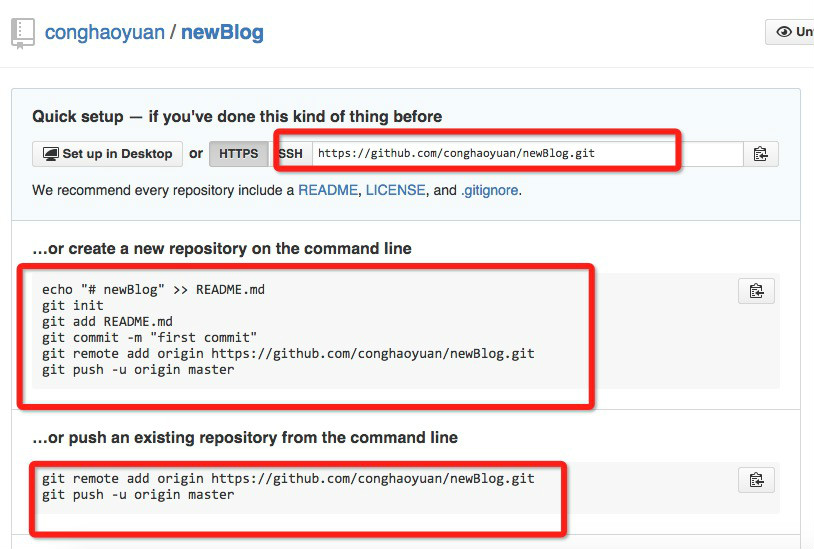 conghaoyuan / newBlog
Quick setup — if you've done this kind of thing before
Set up in Desktop or HTTPS SSH https://github.com/conghaoyuan/newBlog.git
We recommend every repository include a README, LICENSE, and .gitignore.
…or create a new repository on the command line
echo "# newBlog" >> README.md
git init
git add README.md
git commit -m "first commit"
git remote add origin https://github.com/conghaoyuan/newBlog.git
git push -u origin master
…or push an existing repository from the command line
git remote add origin https://github.com/conghaoyuan/newBlog.git
git push -u origin master